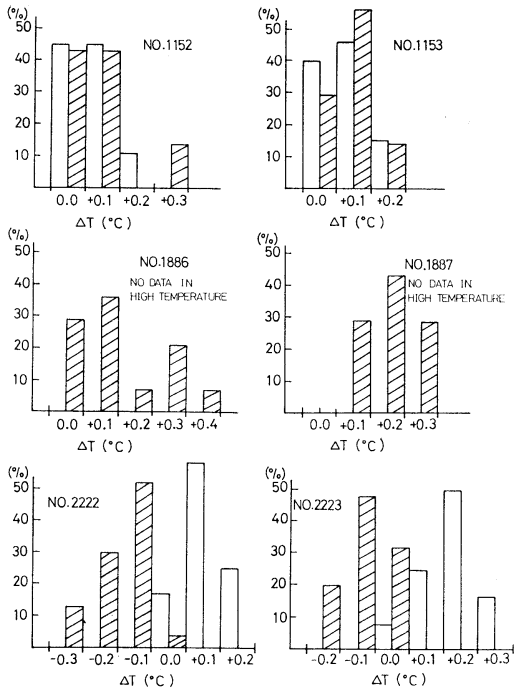 (%)
50
40
30
20
10
NO.1152
0.0 +0.1 +0.2 +0.3
ΔT (°C)
(%)
50
40
30
20
10
NO.1153
0.0 +0.1 +0.2
ΔT (°C)
(%)
50
40
30
20
10
NO.1886
NO DATA IN
HIGH TEMPERATURE
0.0 +0.1 +0.2 +0.3 +0.4
ΔT (°C)
(%)
50
40
30
20
10
NO.1887
NO DATA IN
HIGH TEMPERATURE
0.0 +0.1 +0.2 +0.3
ΔT (°C)
(%)
50
40
30
20
10
NO.2222
-0.3 -0.2 -0.1 0.0 +0.1 +0.2
ΔT (°C)
(%)
50
40
30
20
10
NO.2223
-0.2 -0.1 0.0 +0.1 +0.2 +0.3
ΔT (°C)